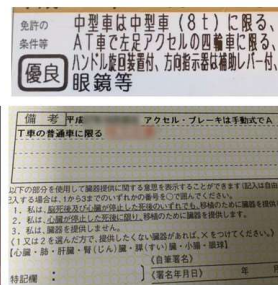 免許の
条件等
中型車は中型車(8t)に限る、
AT車で左足アクセルの四輪車に限る、
ハンドル旋回装置付、方向指示器は補助レバー付、
優良
眼鏡等
備考 平成 アクセル・ブレーキは手動式でA
T車の普通車に限る
以下の部分を使用して臓器提供に関する意思を表示することができます(記入は自由
記入する場合は、1から3までのいずれかの番号を○で囲んでください。
1. 私は、脳死後及び心臓が停止した死後のいずれでも、移植のために臓器を提供し
2. 私は、心臓が停止した死後に限り、移植のために臓器を提供します。
3. 私は、臓器を提供しません。
《1又は2を選んだ方で、提供したくない臓器があれば、×をつけてください。》
【心臓・肺・肝臓・腎(じん)臓・膵(すい)臓・小腸・眼球】
(自筆署名)
特記欄: (署名年月日) 年